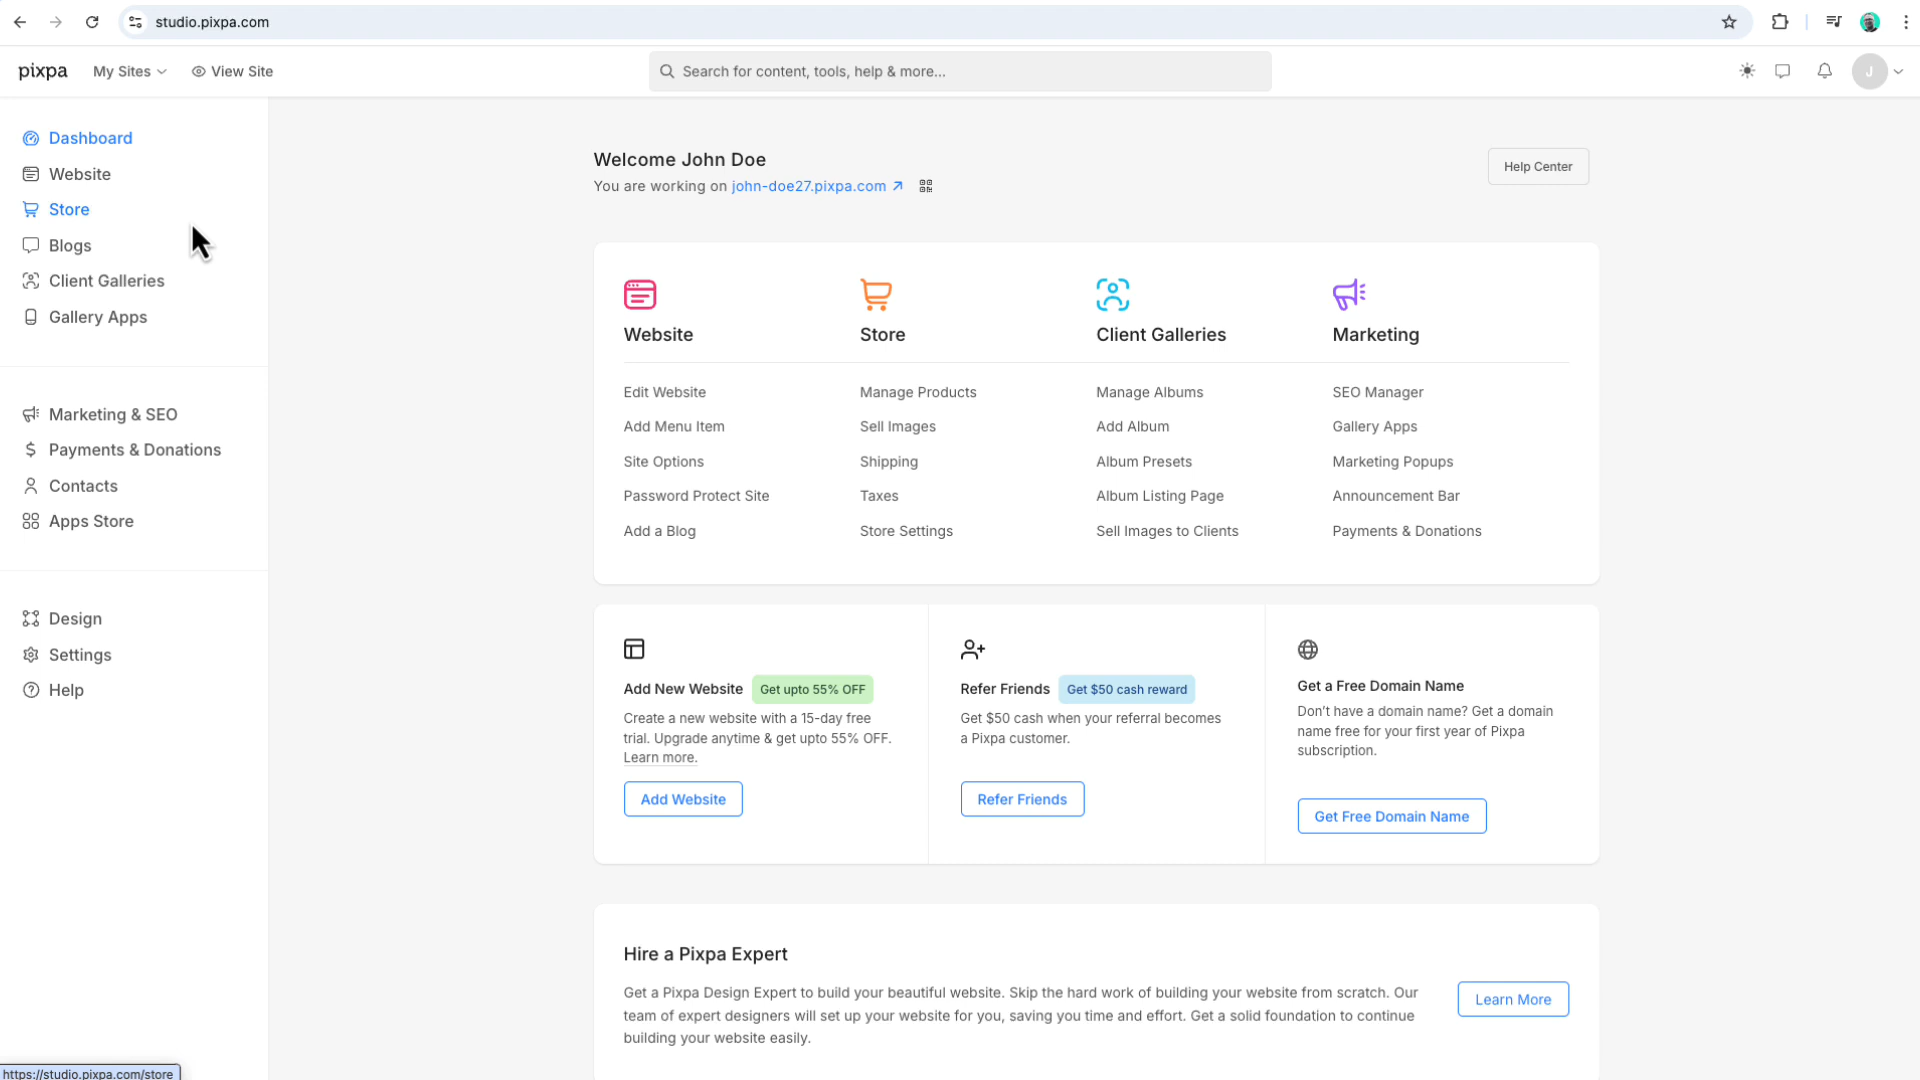 studio.pixpa.com
pixpa
My Sites
View Site
Search for content, tools, help & more...
J
Dashboard
Website
Store
Blogs
Client Galleries
Gallery Apps
Marketing & SEO
Payments & Donations
Contacts
Apps Store
Design
Settings
Help
Welcome John Doe
You are working on john-doe27.pixpa.com
Help Center
Website
Edit Website
Add Menu Item
Site Options
Password Protect Site
Add a Blog
Store
Manage Products
Sell Images
Shipping
Taxes
Store Settings
Client Galleries
Manage Albums
Add Album
Album Presets
Album Listing Page
Sell Images to Clients
Marketing
SEO Manager
Gallery Apps
Marketing Popups
Announcement Bar
Payments & Donations
Add New Website Get upto 55% OFF
Create a new website with a 15-day free
trial. Upgrade anytime & get upto 55% OFF.
Learn more.
Add Website
Refer Friends Get $50 cash reward
Get $50 cash when your referral becomes
a Pixpa customer.
Refer Friends
Get a Free Domain Name
Don't have a domain name? Get a domain
name free for your first year of Pixpa
subscription.
Get Free Domain Name
Hire a Pixpa Expert
Get a Pixpa Design Expert to build your beautiful website. Skip the hard work of building your website from scratch. Our
team of expert designers will set up your website for you, saving you time and effort. Get a solid foundation to continue
building your website easily.
Learn More
https://studio.pixpa.com/store